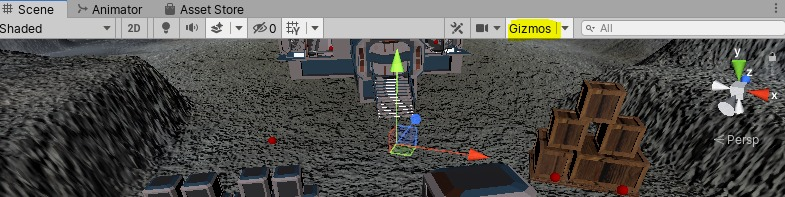 Scene Animator Asset Store
Shaded 2D 0 Gizmos All
y
z
x
Persp